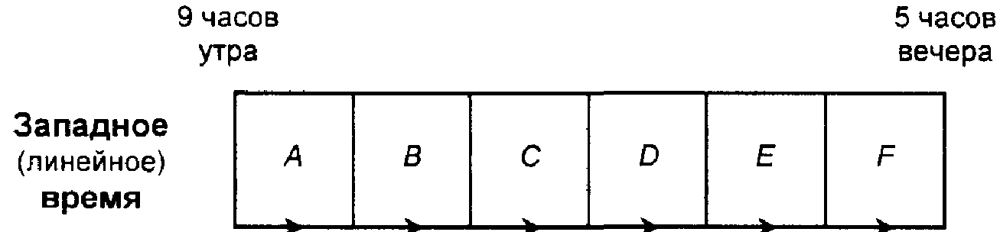 9 часов
утра
5 часов
вечера
Западное
(линейное)
время
A B C D E F